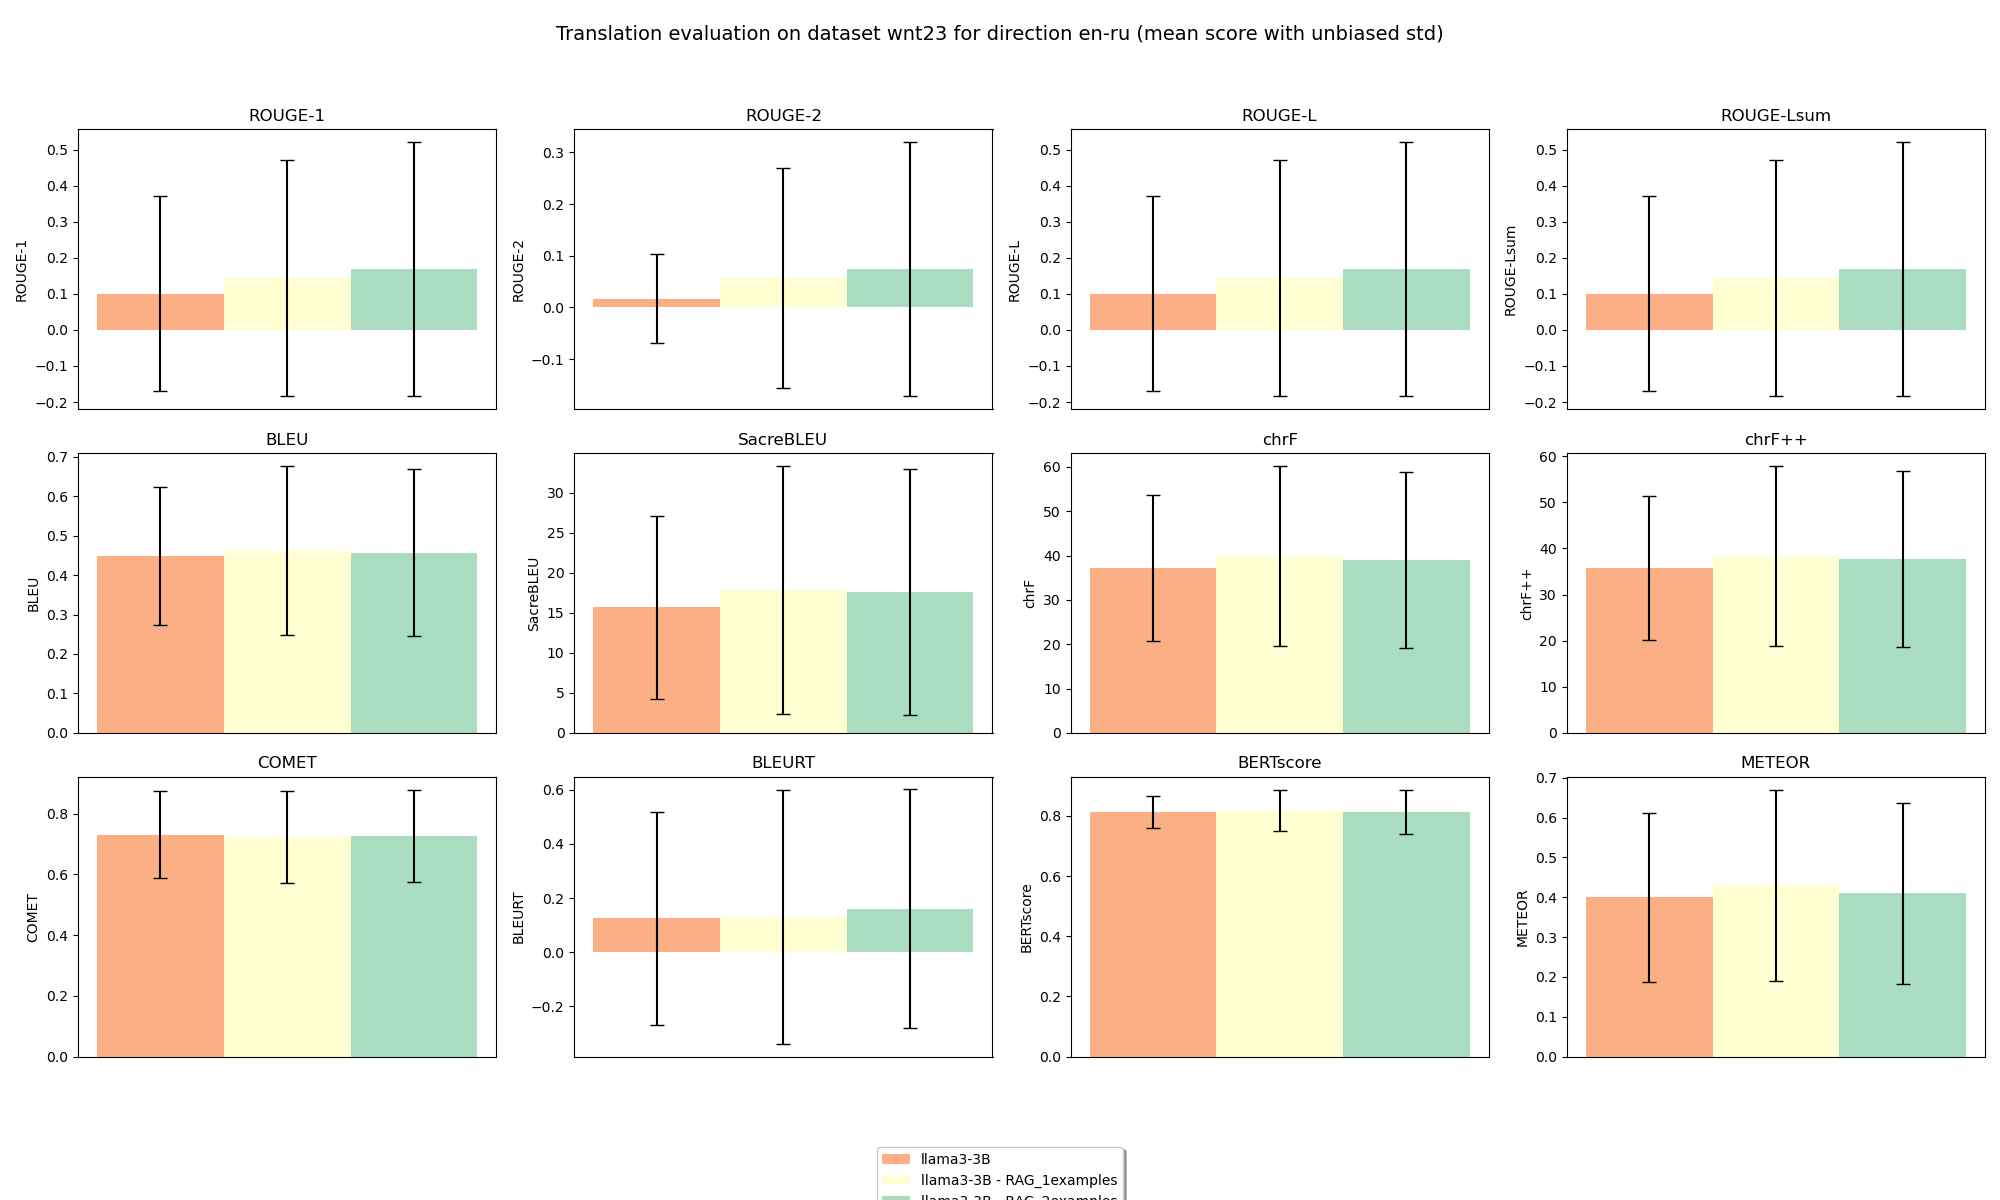 Translation evaluation on dataset wnt23 for direction en-ru (mean score with unbiased std)
ROUGE-1
ROUGE-2
ROUGE-L
ROUGE-Lsum
0.5
0.4
0.3
0.2
0.1
0.0
−0.1
−0.2
ROUGE-1
0.3
0.2
0.1
0.0
−0.1
ROUGE-2
0.5
0.4
0.3
0.2
0.1
0.0
−0.1
−0.2
ROUGE-L
0.5
0.4
0.3
0.2
0.1
0.0
−0.1
−0.2
ROUGE-Lsum
BLEU
SacreBLEU
chrF
chrF++
0.7
0.6
0.5
0.4
0.3
0.2
0.1
0.0
BLEU
30
25
20
15
10
5
0
SacreBLEU
60
50
40
30
20
10
0
chrF
60
50
40
30
20
10
0
chrF++
COMET
BLEURT
BERTscore
METEOR
0.8
0.6
0.4
0.2
0.0
COMET
0.6
0.4
0.2
0.0
−0.2
BLEURT
0.8
0.6
0.4
0.2
0.0
BERTscore
0.7
0.6
0.5
0.4
0.3
0.2
0.1
0.0
METEOR
llama3-3B
llama3-3B - RAG_1examples
llama3-3B - RAG_2examples